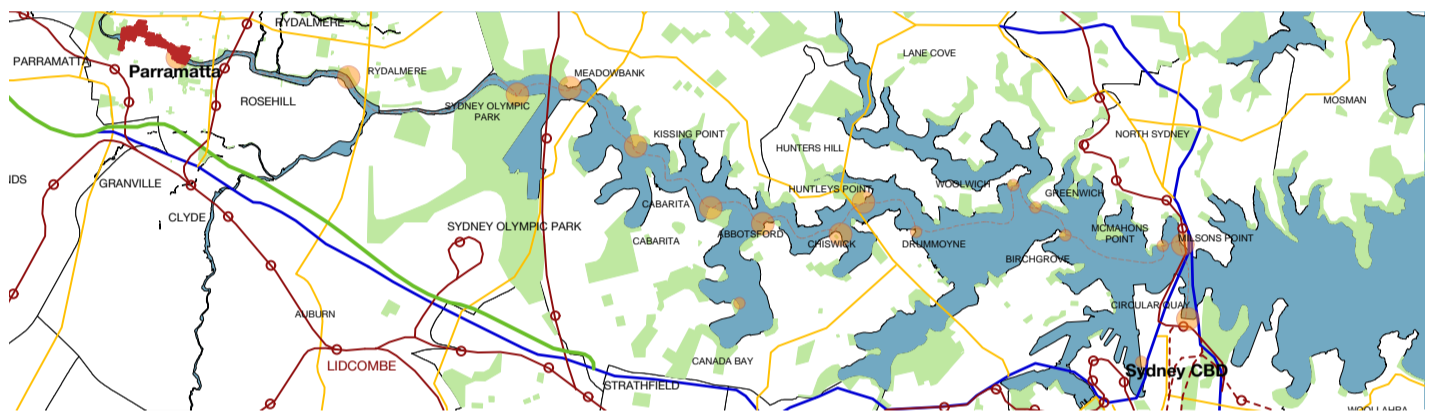 RYDALMERE
PARRAMATTA
Parramatta
RYDALMERE
ROSEHILL
MEADOWBANK
SYDNEY OLYMPIC
PARK
KISSING POINT
LANE COVE
MOSMAN
NORTH SYDNEY
HUNTERS HILL
NDS
GRANVILLE
CLYDE
HUNTLEYS POINT
WOOLWICH
GREENWICH
CABARITA
SYDNEY OLYMPIC PARK
CABARITA
ABBOTSFORD
CHISWICK
DRUMMOYNE
MCMAHONS
POINT
MILSONS POINT
BIRCHGROVE
AUBURN
CIRCULAR QUAY
LIDCOMBE
CANADA BAY
STRATHFIELD
Sydney CBD
WOOLLAHRA